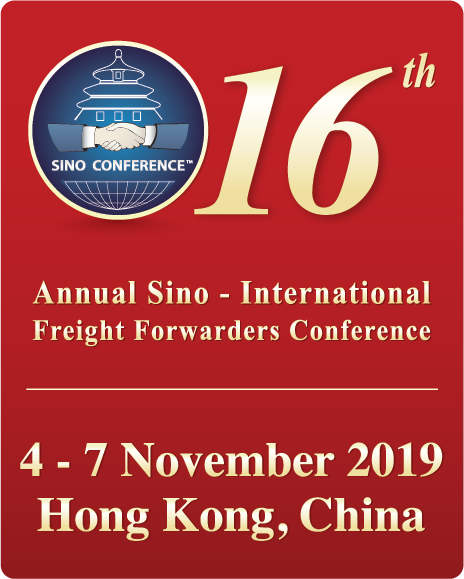 SINO CONFERENCE™
16th
Annual Sino - International
Freight Forwarders Conference
4 - 7 November 2019
Hong Kong, China